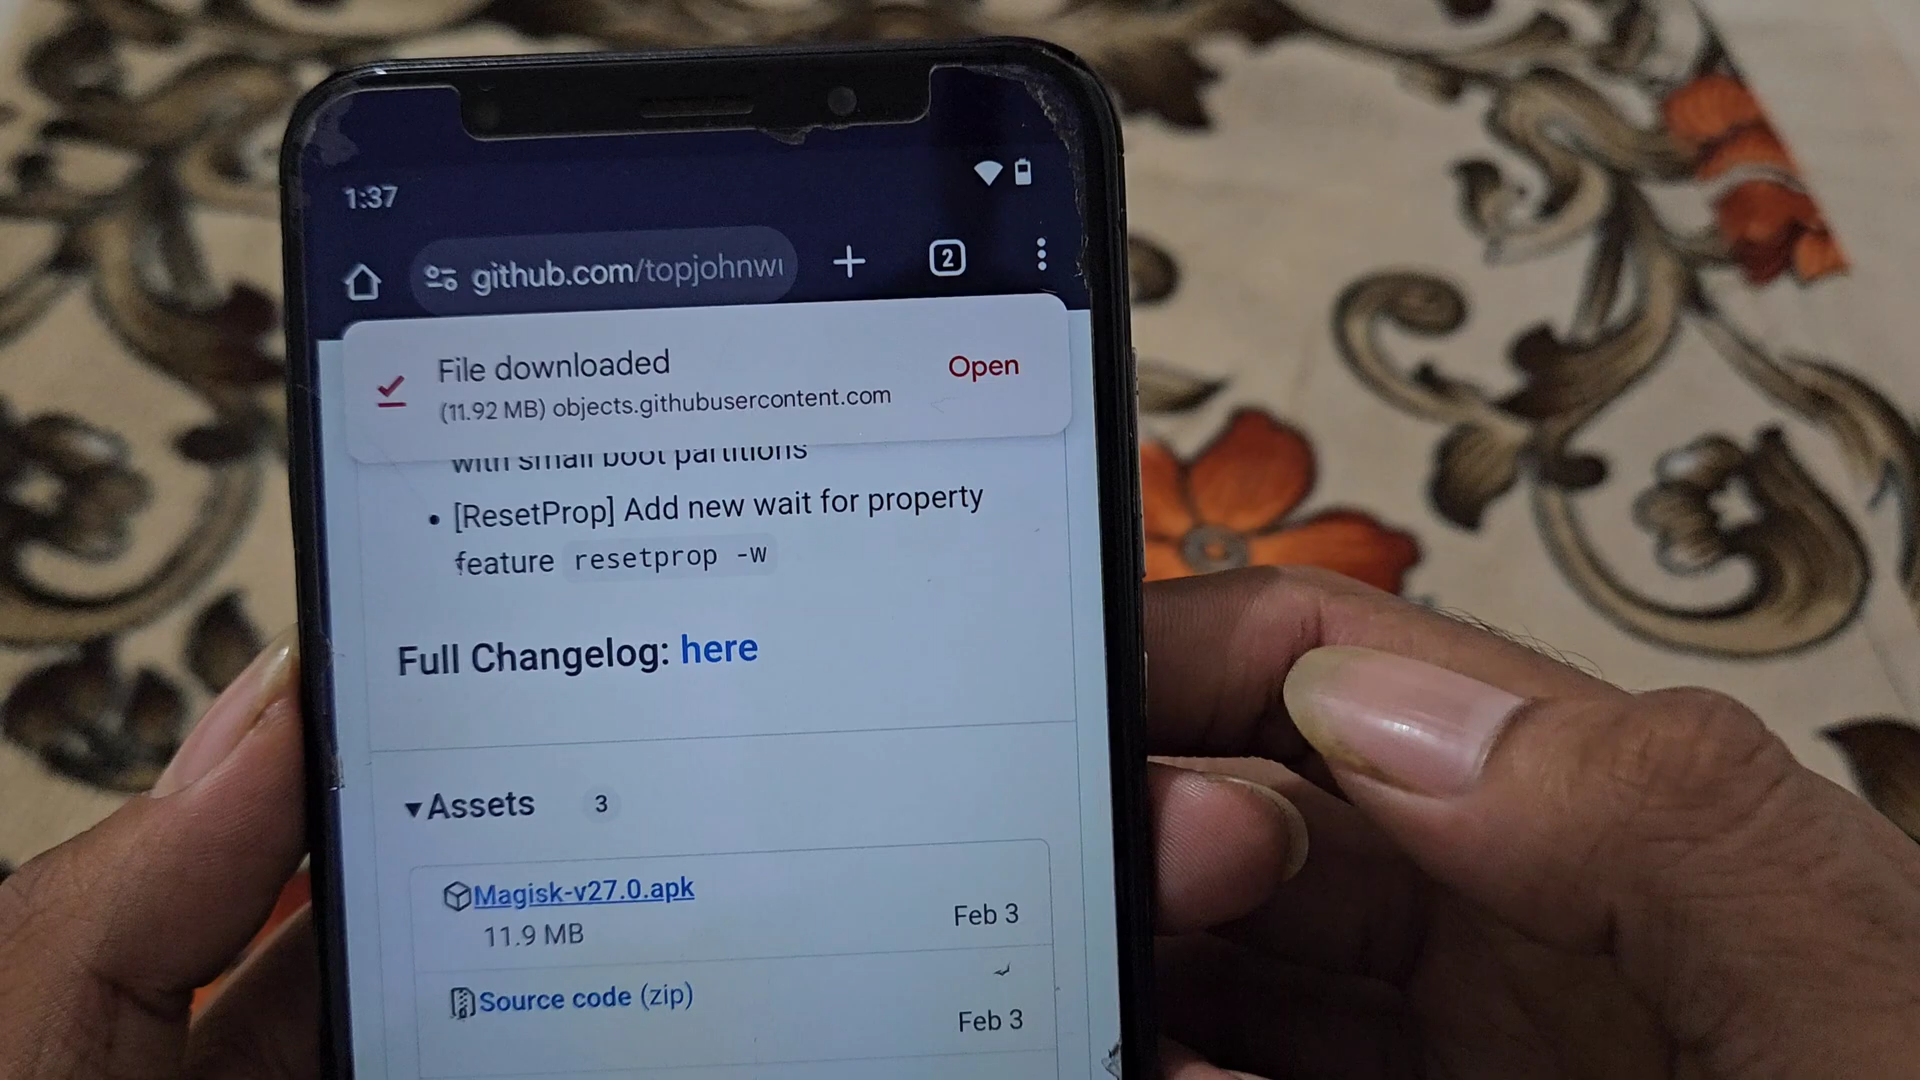 1:37
github.com/topjohnwu
2
File downloaded
Open
(11.92 MB) objects.githubusercontent.com
with small boot partitions
• [ResetProp] Add new wait for property
feature resetprop -w
Full Changelog: here
▾Assets 3
Magisk-v27.0.apk
11.9 MB
Feb 3
Source code (zip)
Feb 3